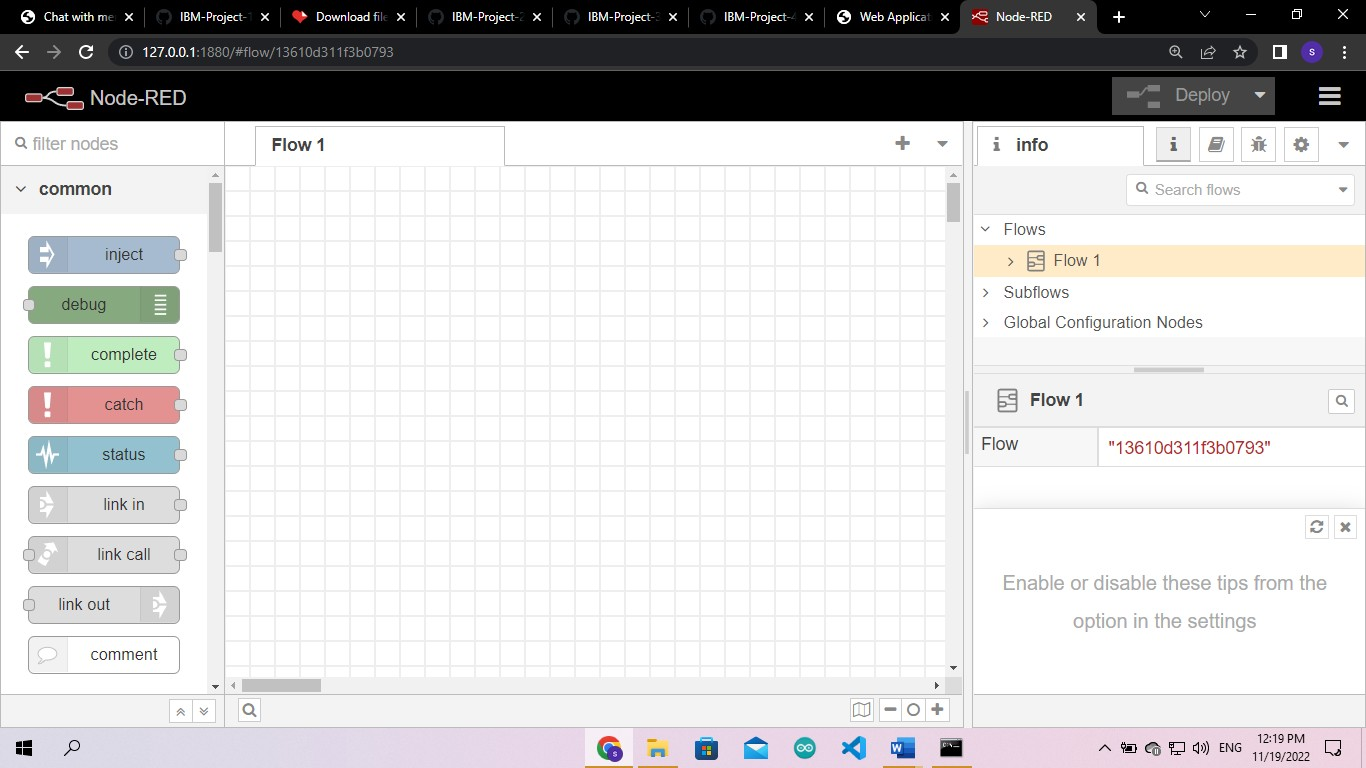 Chat with me
IBM-Project-1
Download file
IBM-Project-2
IBM-Project-3
IBM-Project-4
Web Applicat
Node-RED
127.0.0.1:1880/#flow/13610d311f3b0793
S
Node-RED
Deploy
filter nodes
Flow 1
info
common
Search flows
Flows
Flow 1
Subflows
Global Configuration Nodes
inject
debug
complete
catch
status
link in
link call
link out
comment
Flow 1
Flow
"13610d311f3b0793"
Enable or disable these tips from the
option in the settings
ENG
12:19 PM
11/19/2022